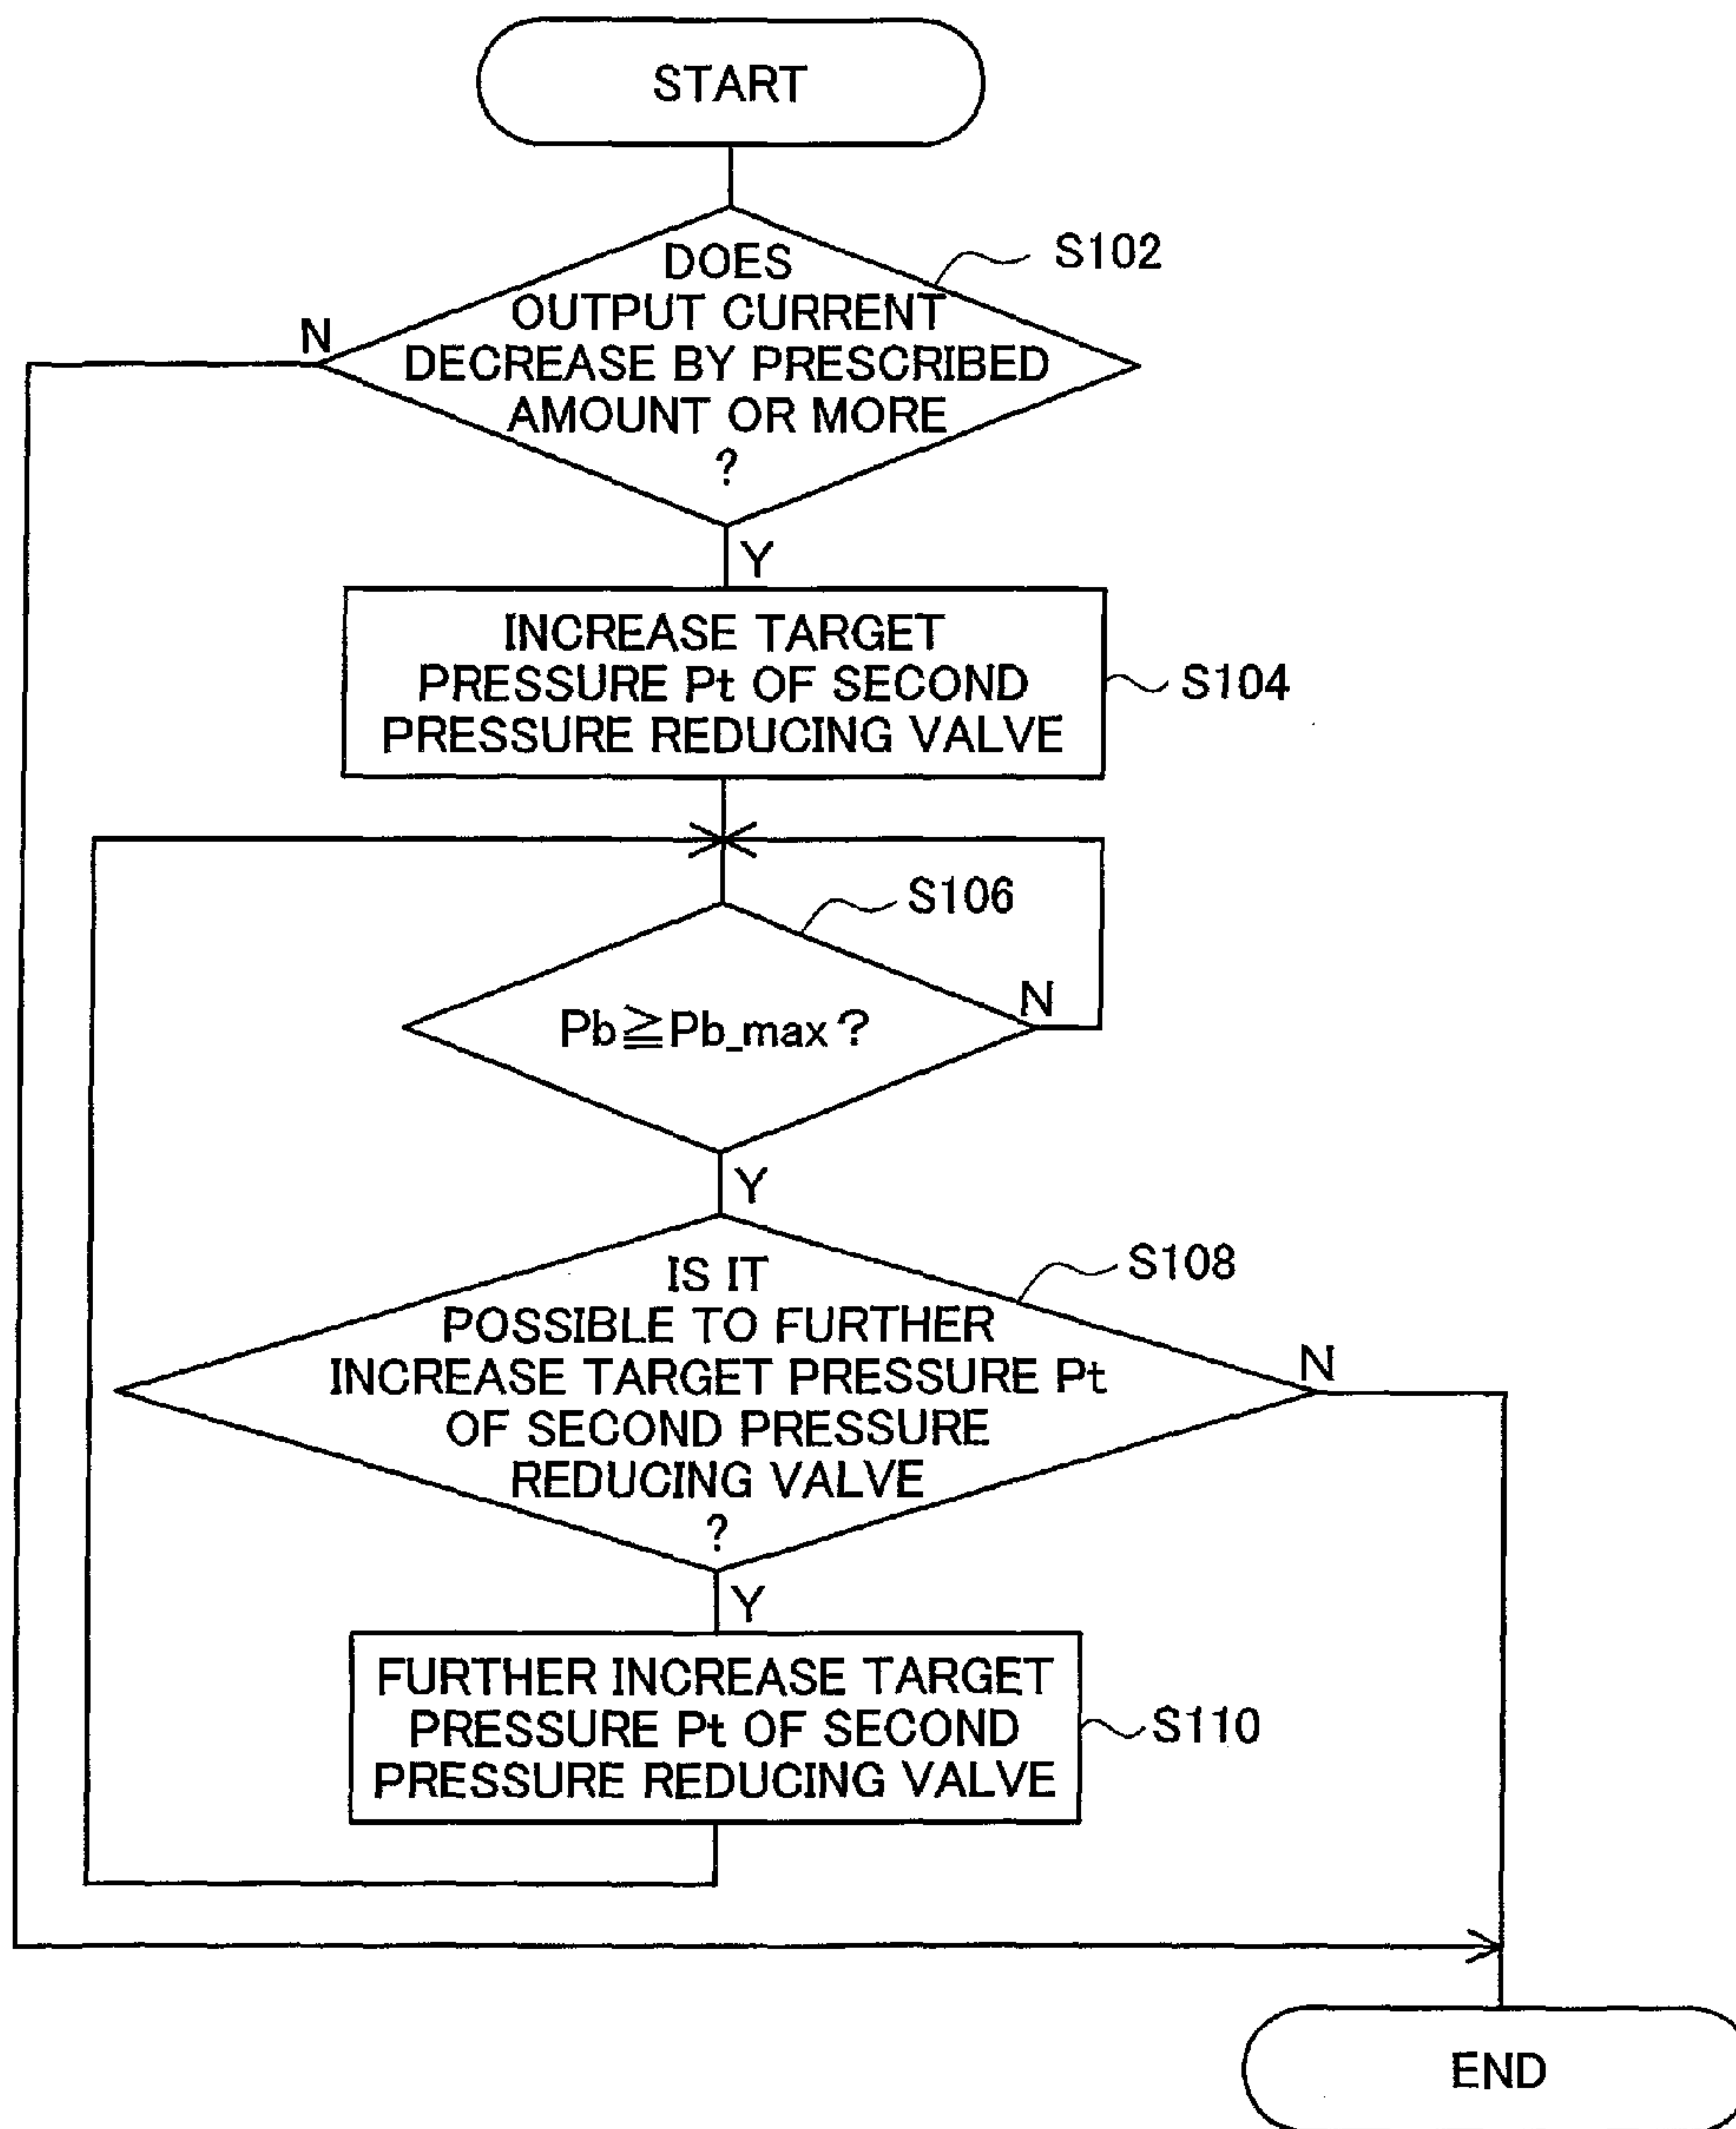 START
DOES
OUTPUT CURRENT
DECREASE BY PRESCRIBED
AMOUNT OR MORE
?
S102
N
Y
INCREASE TARGET
PRESSURE Pt OF SECOND
PRESSURE REDUCING VALVE
S104
S106
Pb≧Pb_max?
N
Y
IS IT
POSSIBLE TO FURTHER
INCREASE TARGET PRESSURE Pt
OF SECOND PRESSURE
REDUCING VALVE
?
S108
N
Y
FURTHER INCREASE TARGET
PRESSURE Pt OF SECOND
PRESSURE REDUCING VALVE
S110
END